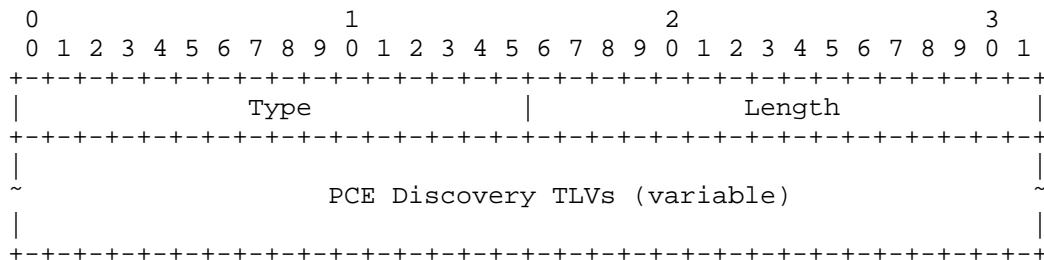 0                   1                   2                   3
 0 1 2 3 4 5 6 7 8 9 0 1 2 3 4 5 6 7 8 9 0 1 2 3 4 5 6 7 8 9 0 1
+-+-+-+-+-+-+-+-+-+-+-+-+-+-+-+-+-+-+-+-+-+-+-+-+-+-+-+-+-+-+-+-+
|              Type             |             Length            |
+-+-+-+-+-+-+-+-+-+-+-+-+-+-+-+-+-+-+-+-+-+-+-+-+-+-+-+-+-+-+-+-+
|                                                               |
~                   PCE Discovery TLVs (variable)               ~
|                                                               |
+-+-+-+-+-+-+-+-+-+-+-+-+-+-+-+-+-+-+-+-+-+-+-+-+-+-+-+-+-+-+-+-+